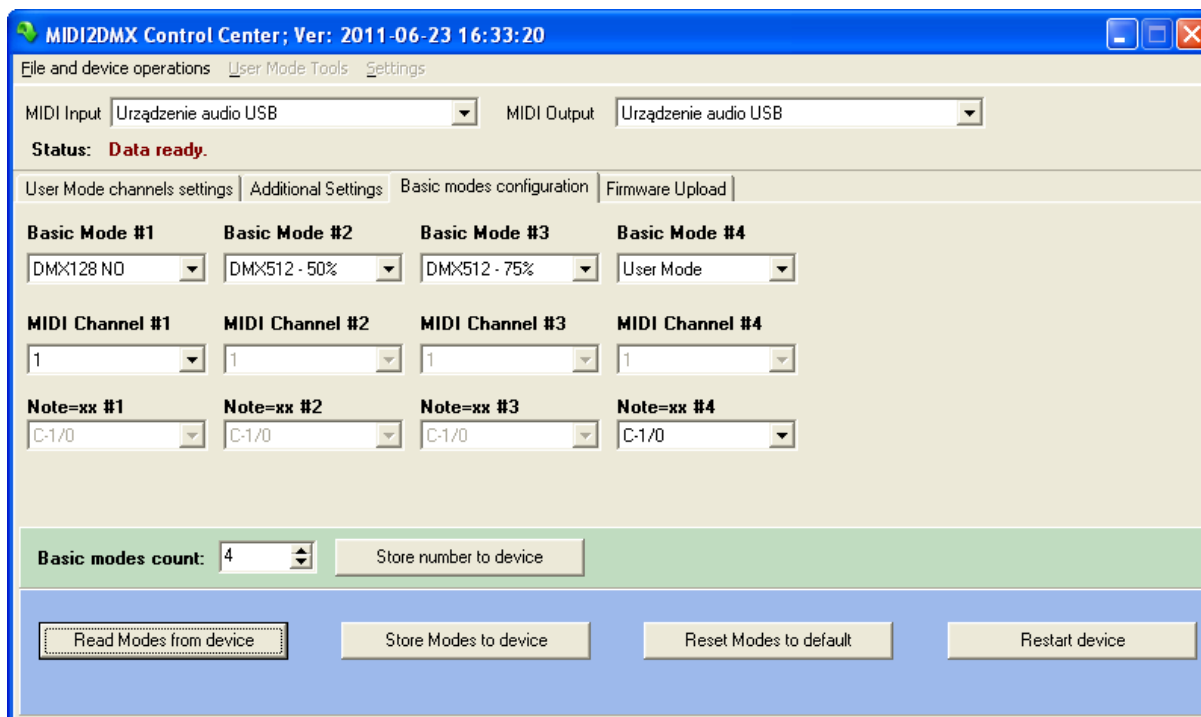 MIDI2DMX Control Center; Ver: 2011-06-23 16:33:20
File and device operations User Mode Tools Settings
MIDI Input Urządzenie audio USB MIDI Output Urządzenie audio USB
Status: Data ready.
User Mode channels settings Additional Settings Basic modes configuration Firmware Upload
Basic Mode #1 Basic Mode #2 Basic Mode #3 Basic Mode #4
DMX128 NO DMX512 - 50% DMX512 - 75% User Mode
MIDI Channel #1 MIDI Channel #2 MIDI Channel #3 MIDI Channel #4
1 1 1 1
Note=xx #1 Note=xx #2 Note=xx #3 Note=xx #4
C-1/0 C-1/0 C-1/0 C-1/0
Basic modes count: 4 Store number to device
Read Modes from device Store Modes to device Reset Modes to default Restart device